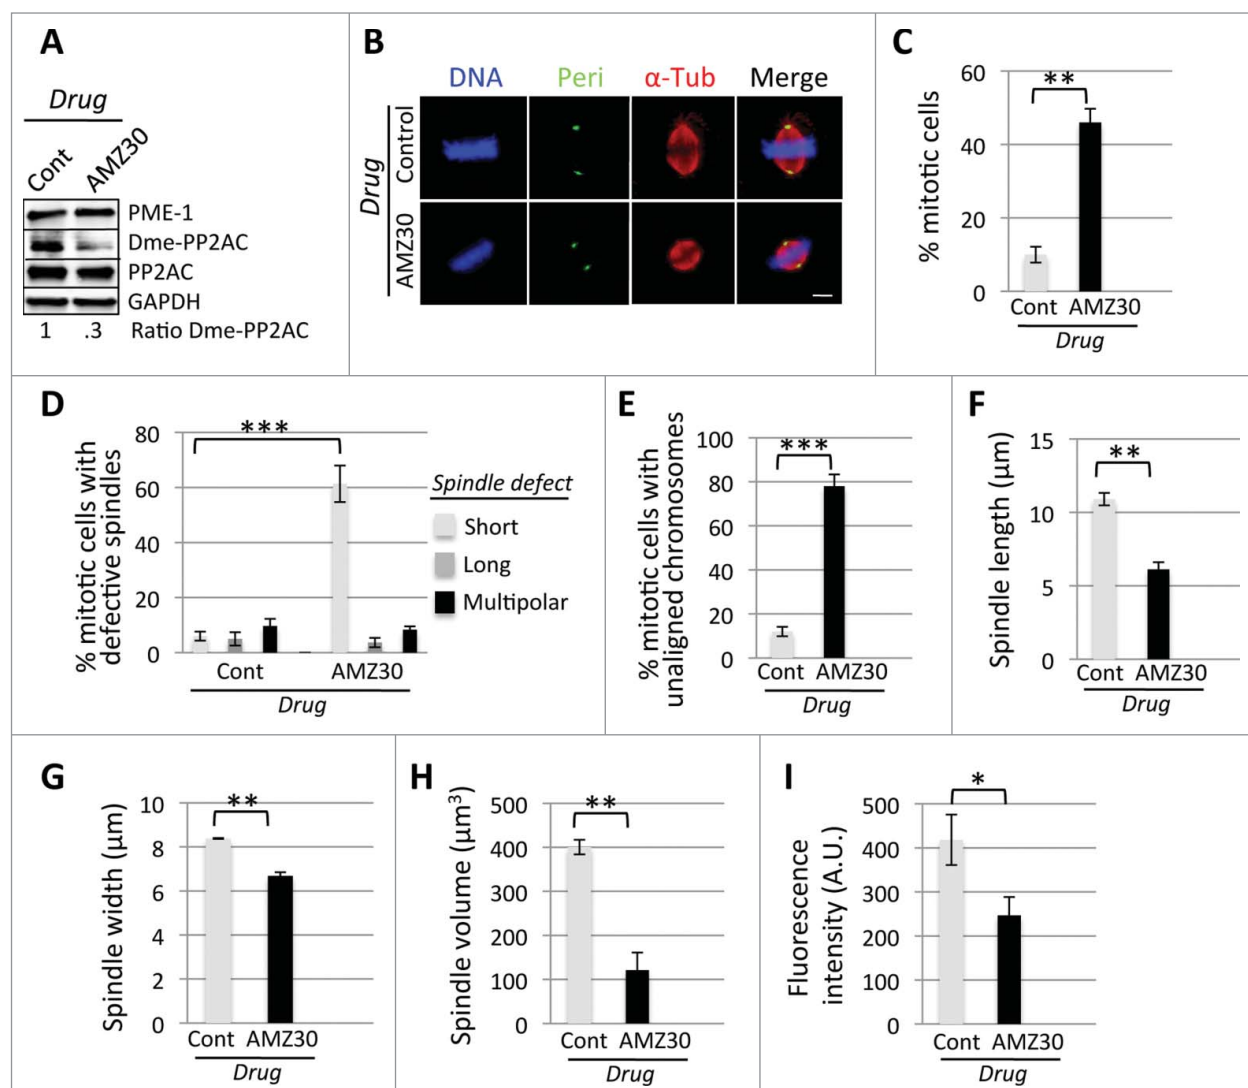 A
Drug
Cont AMZ30
PME-1
Dme-PP2AC
PP2AC
GAPDH
1 .3 Ratio Dme-PP2AC
B
DNA Peri α-Tub Merge
Drug
Control
AMZ30
C
% mitotic cells
60
40
20
0
**
Cont AMZ30
Drug
D
% mitotic cells with
defective spindles
80
60
40
20
0
***
Cont AMZ30
Drug
Spindle defect
Short
Long
Multipolar
E
% mitotic cells with
unaligned chromosomes
100
80
60
40
20
0
***
Cont AMZ30
Drug
F
Spindle length (µm)
15
10
5
0
**
Cont AMZ30
Drug
G
Spindle width (µm)
10
8
6
4
2
0
**
Cont AMZ30
Drug
H
Spindle volume (µm³)
500
400
300
200
100
0
**
Cont AMZ30
Drug
I
Fluorescence
intensity (A.U.)
500
400
300
200
100
0
*
Cont AMZ30
Drug